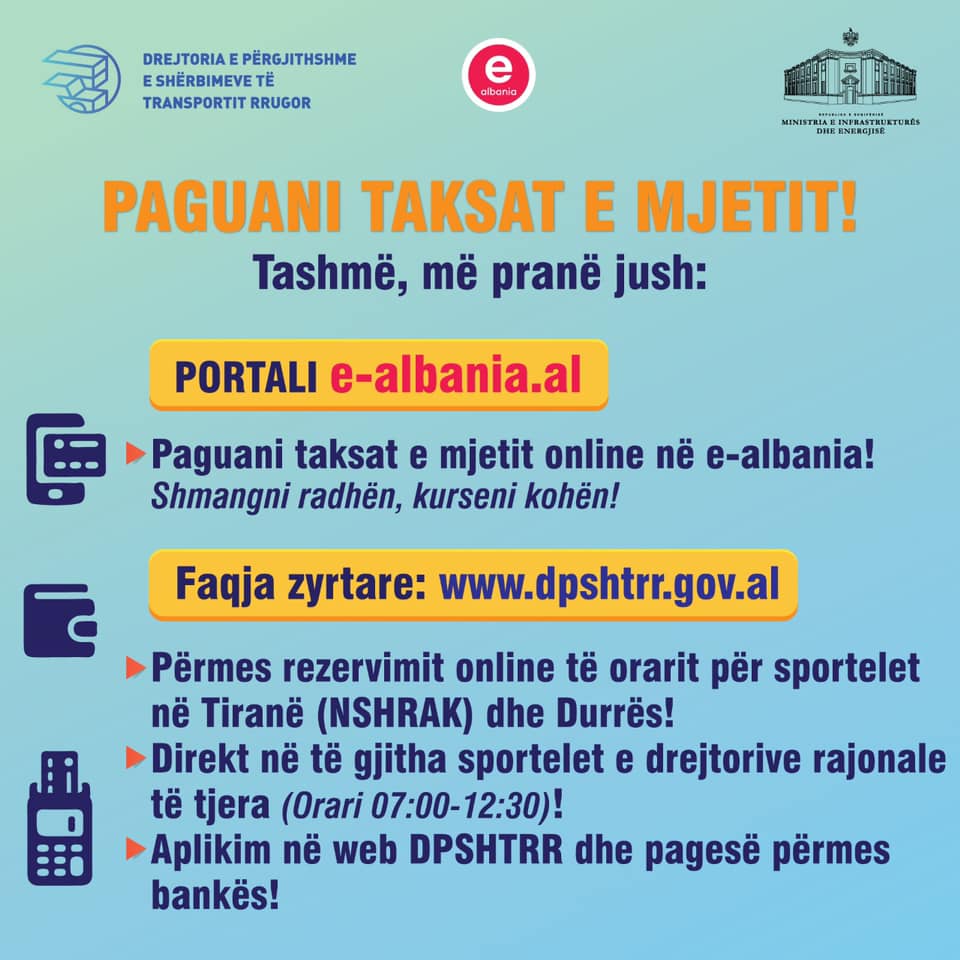 DREJTORIA E PËRGJITHSHME
E SHËRBIMEVE TË
TRANSPORTIT RRUGOR
e
albania
REPUBLIKA E SHQIPËRISË
MINISTRIA E INFRASTRUKTURËS
DHE ENERGJISË
PAGUANI TAKSAT E MJETIT!
Tashmë, më pranë jush:
PORTALI e-albania.al
Paguani taksat e mjetit online në e-albania!
Shmangni radhën, kurseni kohën!
Faqja zyrtare: www.dpshtrr.gov.al
Përmes rezervimit online të orarit për sportelet
në Tiranë (NSHRAK) dhe Durrës!
Direkt në të gjitha sportelet e drejtorive rajonale
të tjera (Orari 07:00-12:30)!
Aplikim në web DPSHTRR dhe pagesë përmes
bankës!